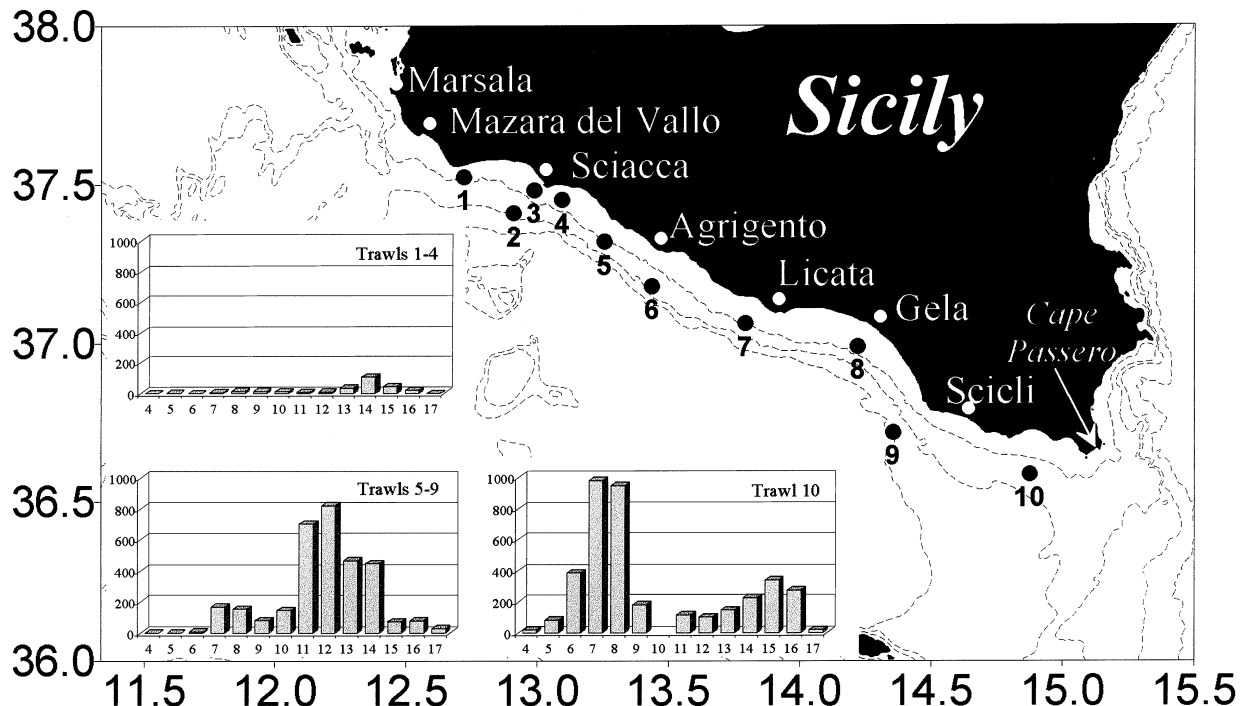 38.0
37.5
37.0
36.5
36.0
11.5 12.0 12.5 13.0 13.5 14.0 14.5 15.0 15.5
Sicily
Marsala
Mazara del Vallo
Sciacca
Agrigento
Licata
Gela
Scicli
Cape
Passero
1
2
3
4
5
6
7
8
9
10
Trawls 1-4
1000
800
600
400
200
0
4 5 6 7 8 9 10 11 12 13 14 15 16 17
Trawls 5-9
1000
800
600
400
200
0
4 5 6 7 8 9 10 11 12 13 14 15 16 17
Trawl 10
1000
800
600
400
200
0
4 5 6 7 8 9 10 11 12 13 14 15 16 17